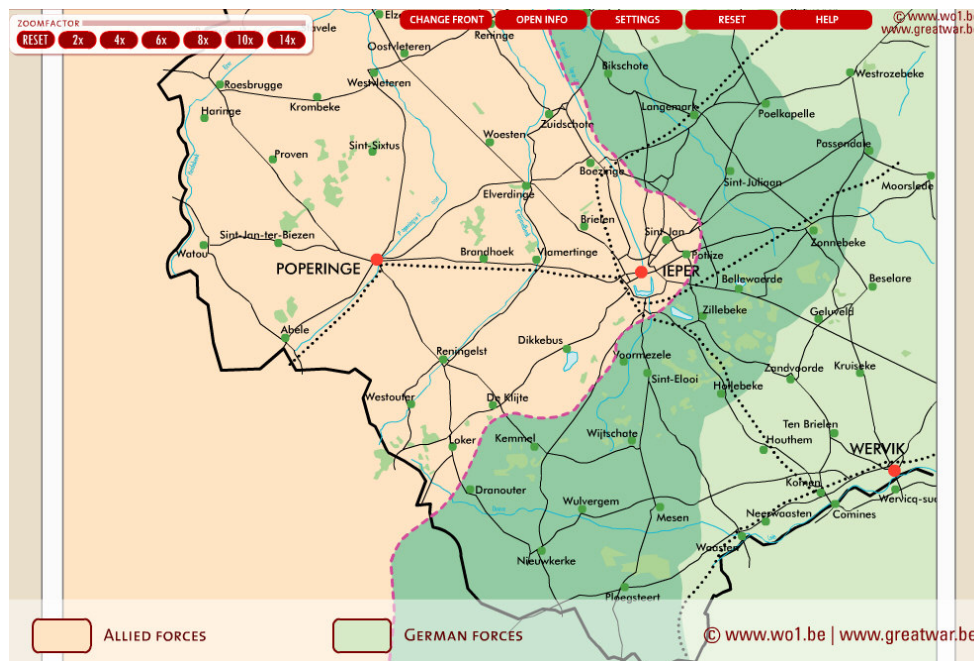 ZOOMFACTOR
RESET 2x 4x 6x 8x 10x 14x
CHANGE FRONT OPEN INFO SETTINGS RESET HELP
© www.wo1.be
www.greatwar.be
Oostvleteren
Reninge
Bikschote
Westrozebeke
Roesbrugge
Westvleteren
Krombeke
Haringe
Langemark
Poelkapelle
Zuidschote
Woesten
Passendale
Proven
Sint-Sixtus
Boezinge
Sint-Juliaan
Moorslede
Elverdinge
Brielen
Sint-Jan
Sint-Jan-ter-Biezen
Watou
Brandhoek
Vlamertinge
Potijze
Zonnebeke
POPERINGE
IEPER
Bellewaerde
Beselare
Zillebeke
Geluveld
Abele
Dikkebus
Reningelst
Voormezele
Zandvoorde
Kruiseke
Sint-Elooi
Hollebeke
Westouter
De Klijte
Ten Brielen
Loker
Kemmel
Wijtschate
Houthem
WERVIK
Komen
Dranouter
Wervicq-sud
Wulvergem
Mesen
Neerwaasten
Comines
Waasten
Nieuwkerke
Ploegsteert
ALLIED FORCES
GERMAN FORCES
© www.wo1.be | www.greatwar.be